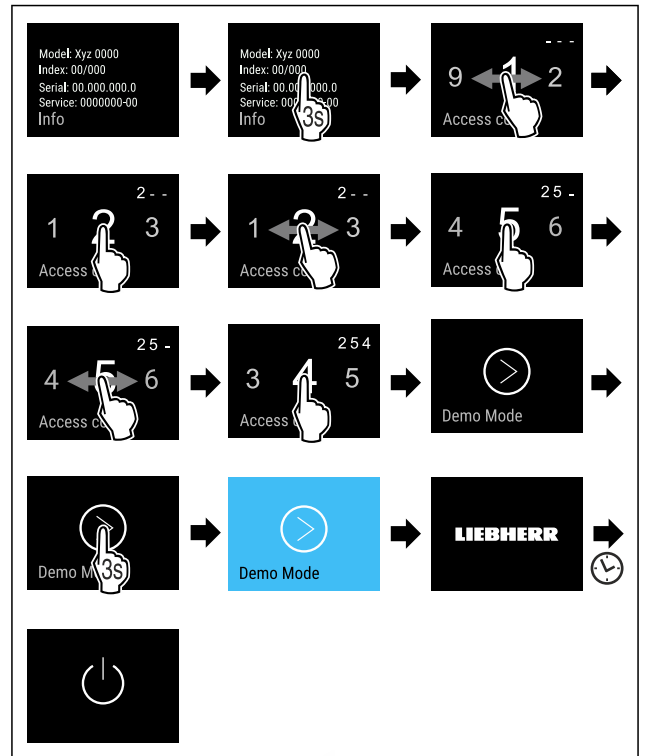 Model: Xyz 0000
Index: 00/000
Serial: 00.000.000.0
Service: 0000000-00
Info
Model: Xyz 0000
Index: 00/000
Serial: 00.000.000.0
Service: 000 00
Info
3s
- - -
9 1 2
Access co
2 - -
1 2 3
Access
2 - -
1 2 3
Access co
2 5 -
4 5 6
Access
2 5 -
4 5 6
Access co
2 5 4
3 4 5
Access
Demo Mode
Demo M
3s
Demo Mode
LIEBHERR